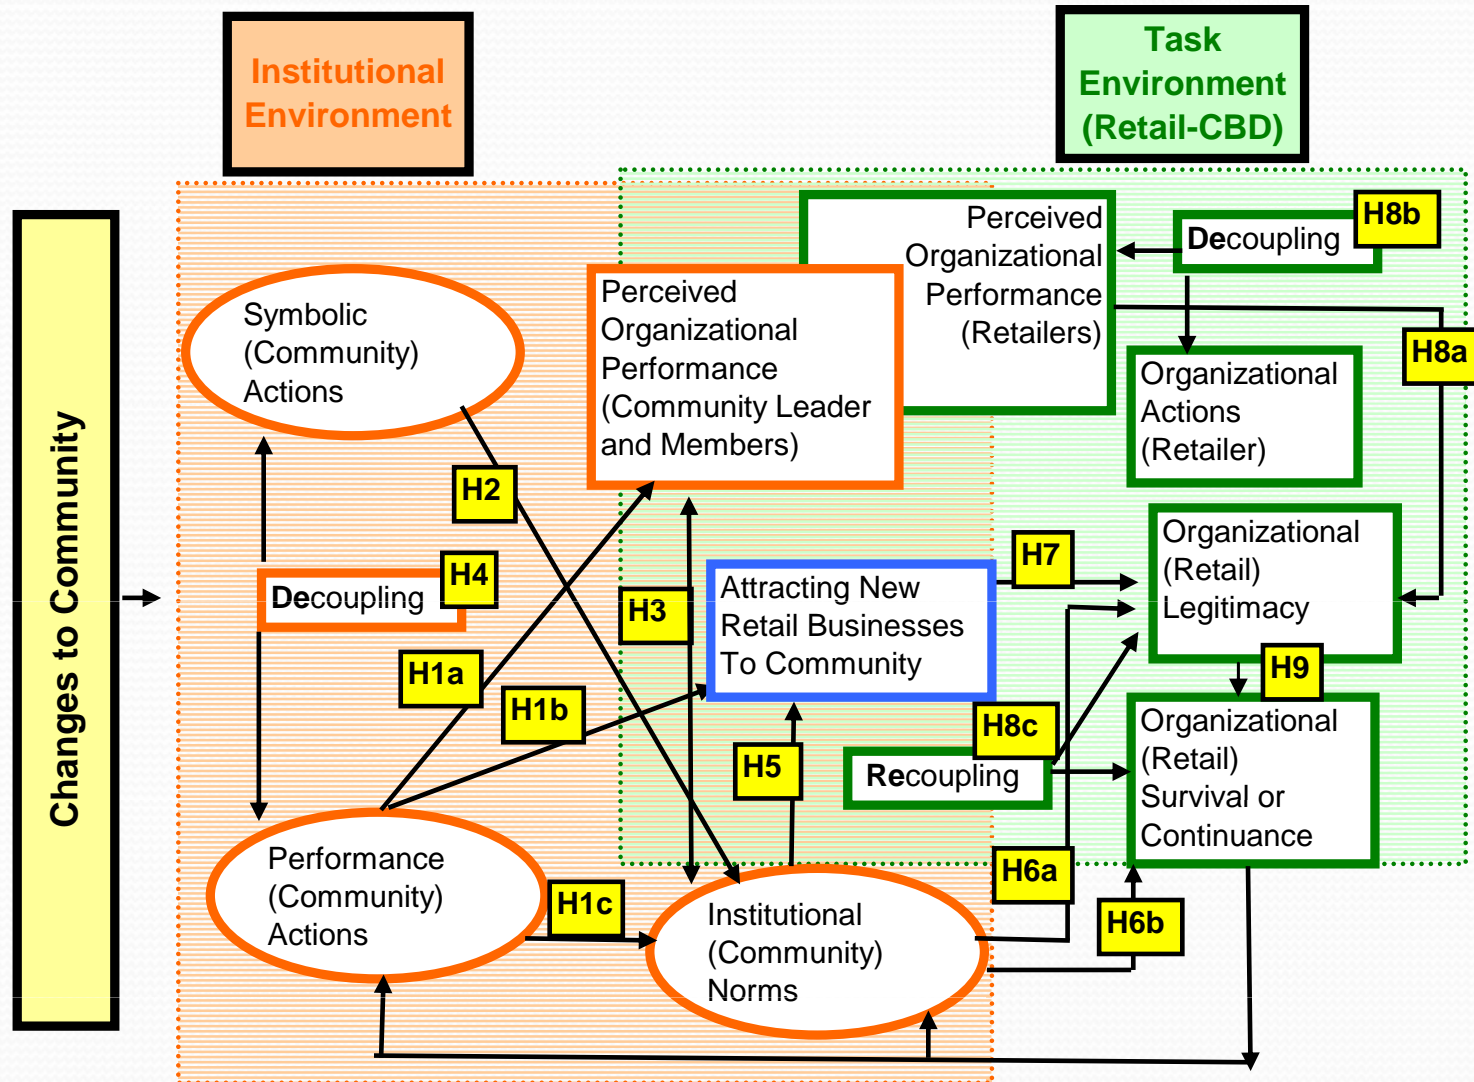 Institutional
Environment
Task
Environment
(Retail-CBD)
Changes to Community
Symbolic
(Community)
Actions
Perceived
Organizational
Performance
(Community Leader
and Members)
Perceived
Organizational
Performance
(Retailers)
Decoupling
H8b
H8a
Organizational
Actions
(Retailer)
H2
Decoupling
H4
H3
H1a
H1b
Attracting New
Retail Businesses
To Community
H7
Organizational
(Retail)
Legitimacy
H9
H8c
Recoupling
H5
Organizational
(Retail)
Survival or
Continuance
Performance
(Community)
Actions
H1c
Institutional
(Community)
Norms
H6a
H6b